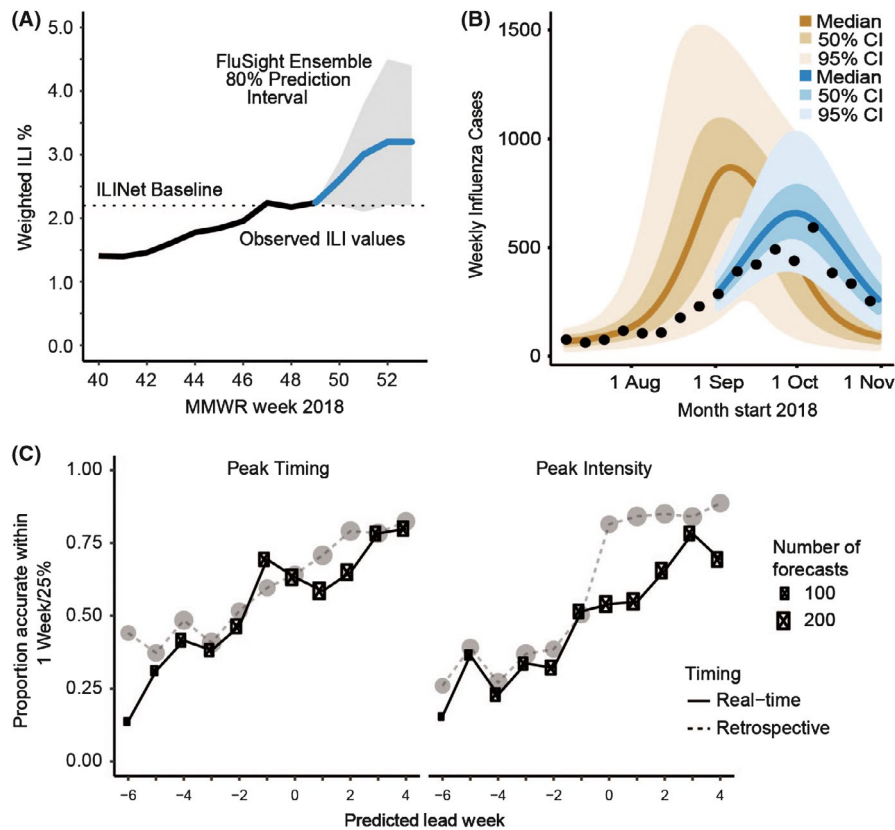 (A)
5.0
4.0
3.0
2.0
1.0
0.0
Weighted ILI %
FluSight Ensemble
80% Prediction
Interval
ILINet Baseline
Observed ILI values
40
42
44
46
48
50
52
MMWR week 2018
(B)
1500
1000
500
0
Weekly Influenza Cases
Median
50% CI
95% CI
Median
50% CI
95% CI
1 Aug
1 Sep
1 Oct
1 Nov
Month start 2018
(C)
Peak Timing
Peak Intensity
1.00
0.75
0.50
0.25
0.00
Proportion accurate within
1 Week/25%
−6
−4
−2
0
2
4
−6
−4
−2
0
2
4
Predicted lead week
Number of
forecasts
100
200
Timing
Real−time
Retrospective